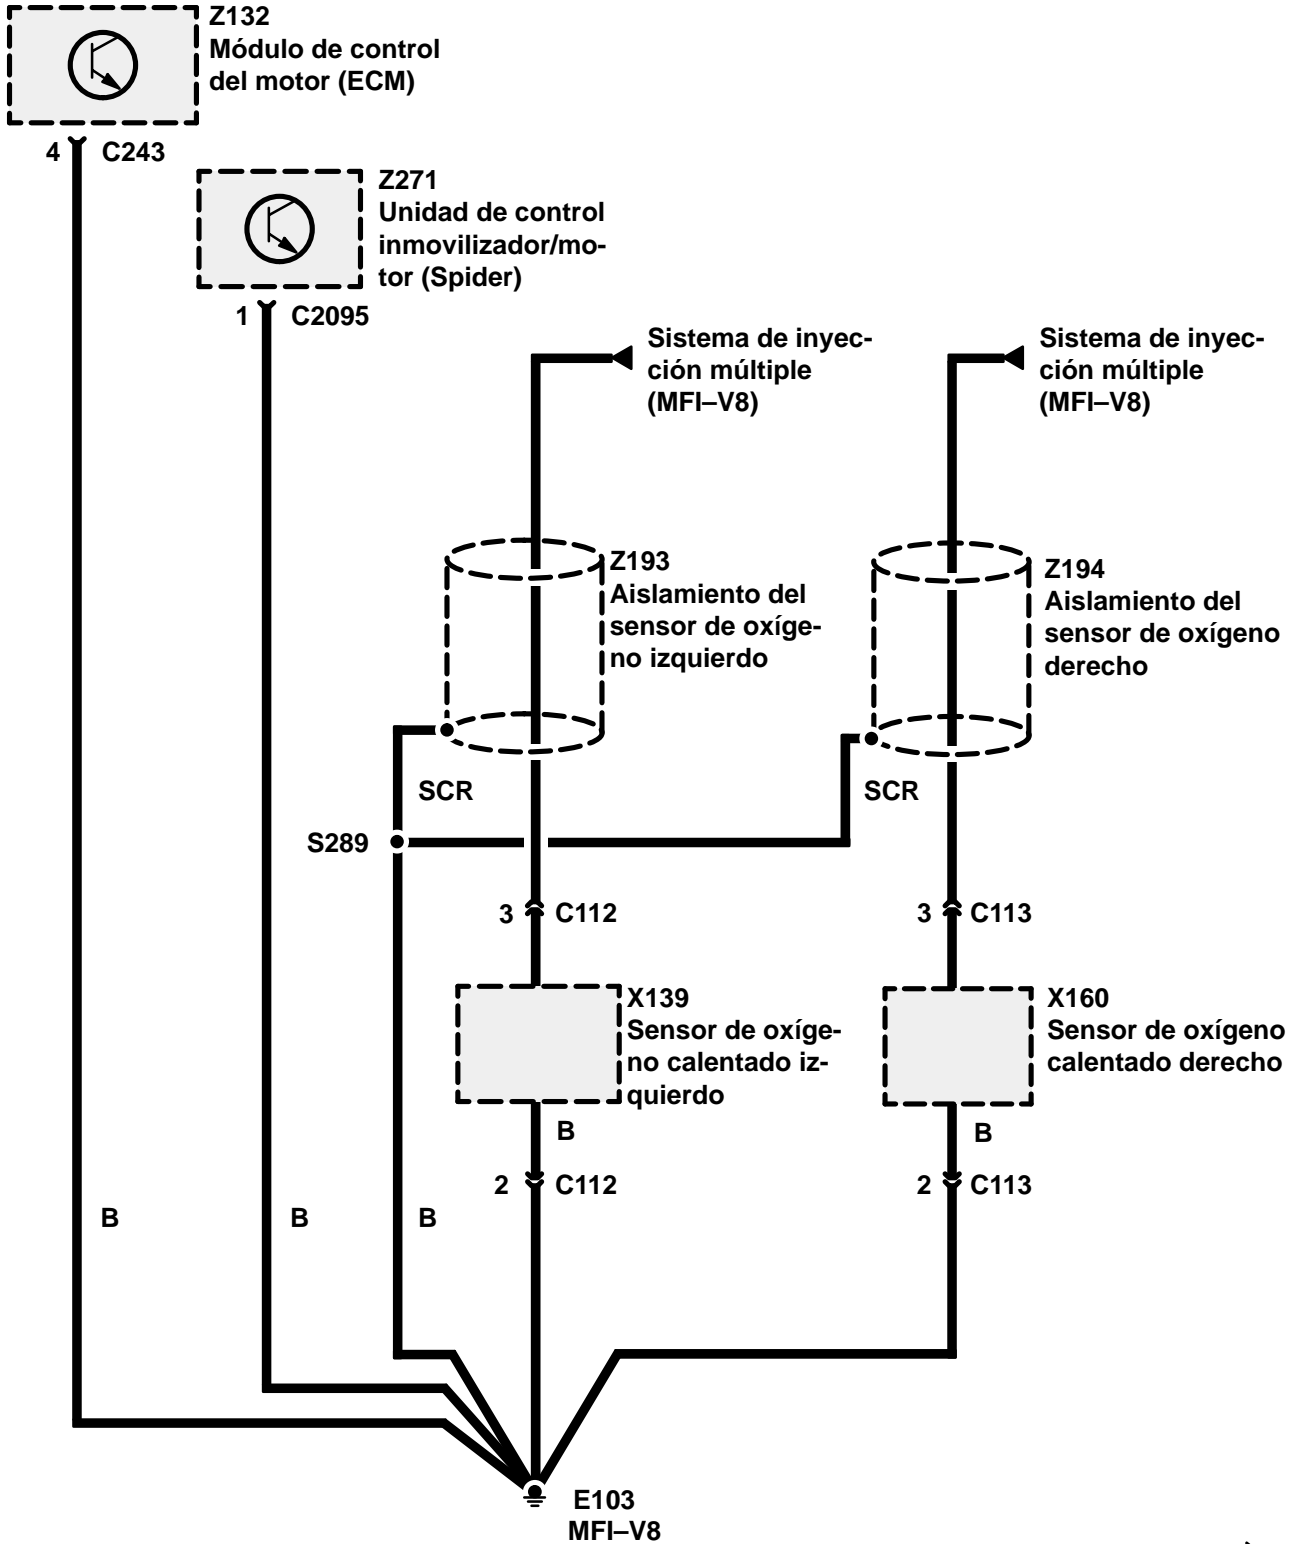 Z132
Módulo de control
del motor (ECM)
4 C243
Z271
Unidad de control
inmovilizador/mo-
tor (Spider)
1 C2095
Sistema de inyec-
ción múltiple
(MFI–V8)
Sistema de inyec-
ción múltiple
(MFI–V8)
Z193
Aislamiento del
sensor de oxíge-
no izquierdo
Z194
Aislamiento del
sensor de oxígeno
derecho
SCR
SCR
S289
3 C112
3 C113
X139
Sensor de oxíge-
no calentado iz-
quierdo
X160
Sensor de oxígeno
calentado derecho
B
B
2 C112
2 C113
B
B
B
E103
MFI–V8